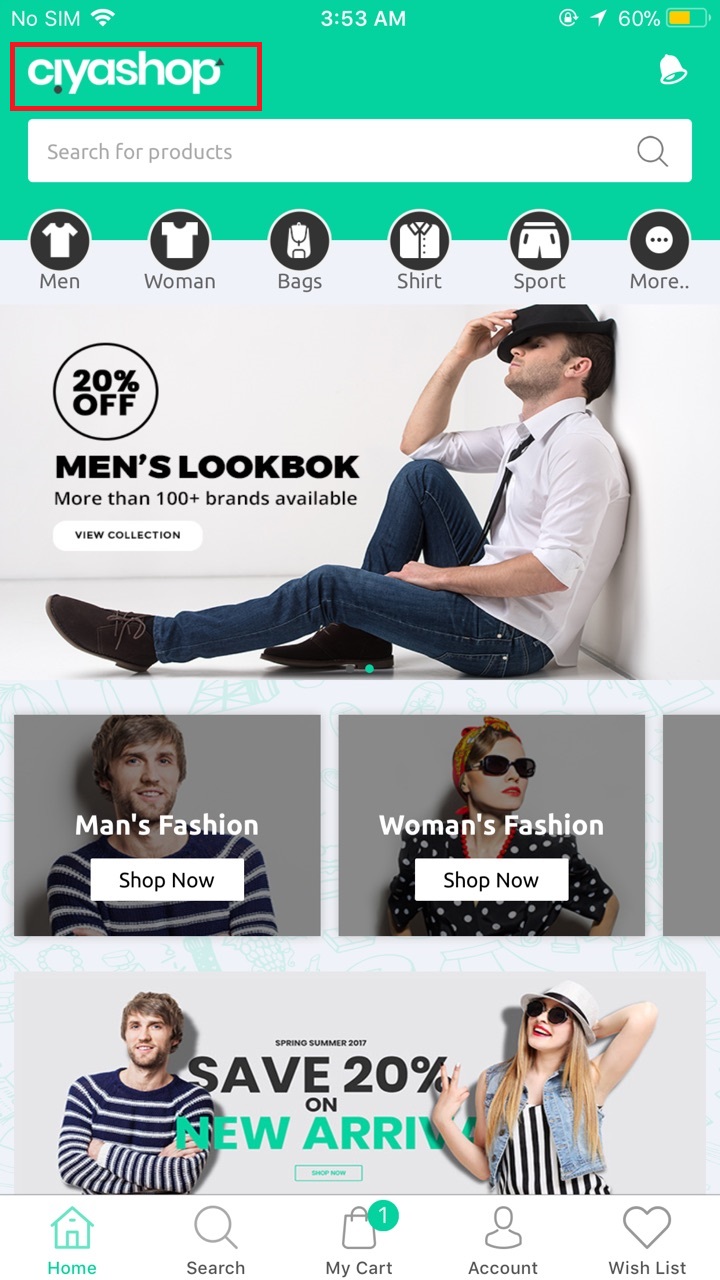 No SIM 3:53 AM 60%
ciyashop
Search for products
Men Woman Bags Shirt Sport More..
20%
OFF
MEN'S LOOKBOK
More than 100+ brands available
VIEW COLLECTION
Man's Fashion Woman's Fashion
Shop Now Shop Now
SPRING SUMMER 2017
SAVE 20%
ON
NEW ARRIV
SHOP NOW
1
Home Search My Cart Account Wish List